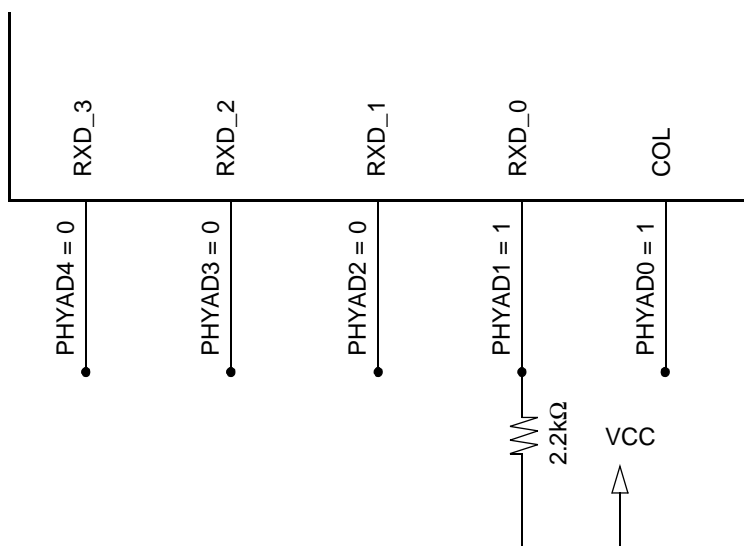 RXD_3
RXD_2
RXD_1
RXD_0
COL
PHYAD4 = 0
PHYAD3 = 0
PHYAD2 = 0
PHYAD1 = 1
PHYAD0 = 1
2.2kΩ
VCC